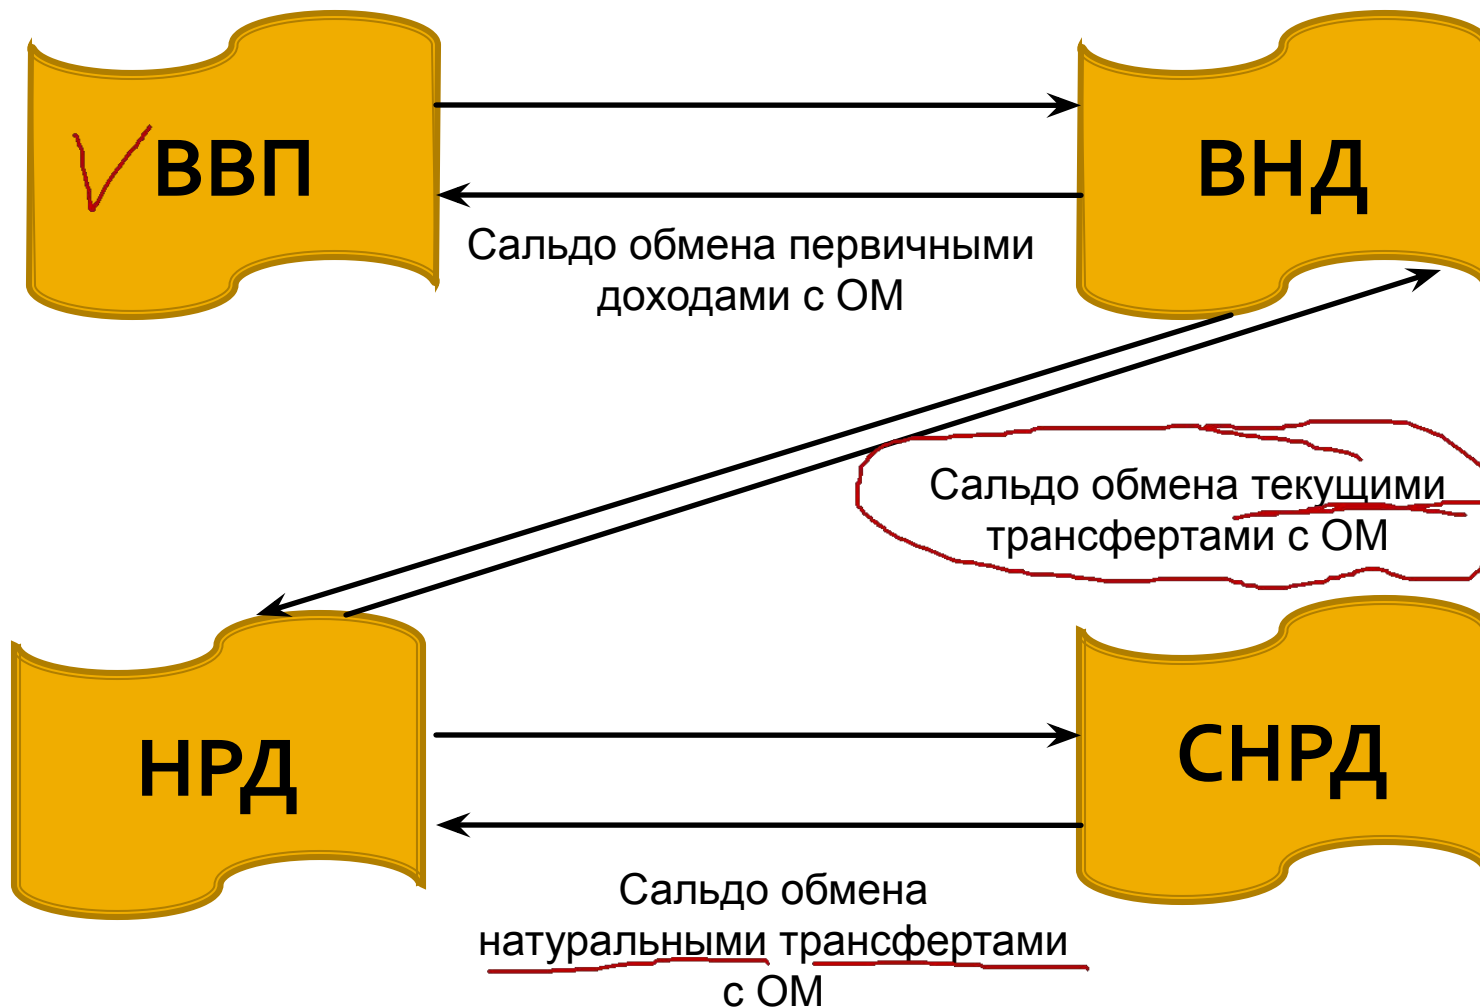 ВВП
ВНД
Сальдо обмена первичными
доходами с ОМ
Сальдо обмена текущими
трансфертами с ОМ
НРД
СНРД
Сальдо обмена
натуральными трансфертами
с ОМ